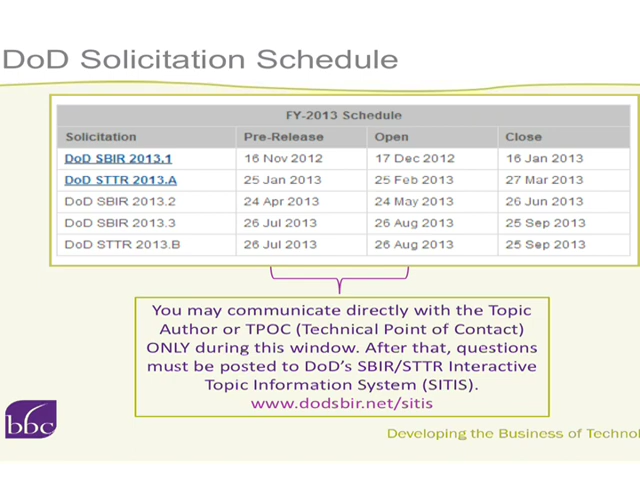 DoD Solicitation Schedule
FY-2013 Schedule
Solicitation Pre-Release Open Close
DoD SBIR 2013.1 16 Nov 2012 17 Dec 2012 16 Jan 2013
DoD STTR 2013.A 25 Jan 2013 25 Feb 2013 27 Mar 2013
DoD SBIR 2013.2 24 Apr 2013 24 May 2013 26 Jun 2013
DoD SBIR 2013.3 26 Jul 2013 26 Aug 2013 25 Sep 2013
DoD STTR 2013.B 26 Jul 2013 26 Aug 2013 25 Sep 2013
You may communicate directly with the Topic
Author or TPOC (Technical Point of Contact)
ONLY during this window. After that, questions
must be posted to DoD's SBIR/STTR Interactive
Topic Information System (SITIS).
www.dodsbir.net/sitis
bbc
Developing the Business of Technol